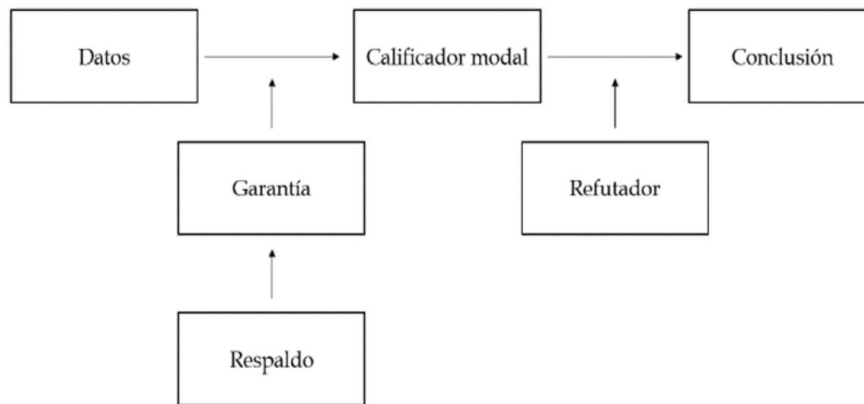 Datos
Calificador modal
Conclusión
Garantía
Refutador
Respaldo